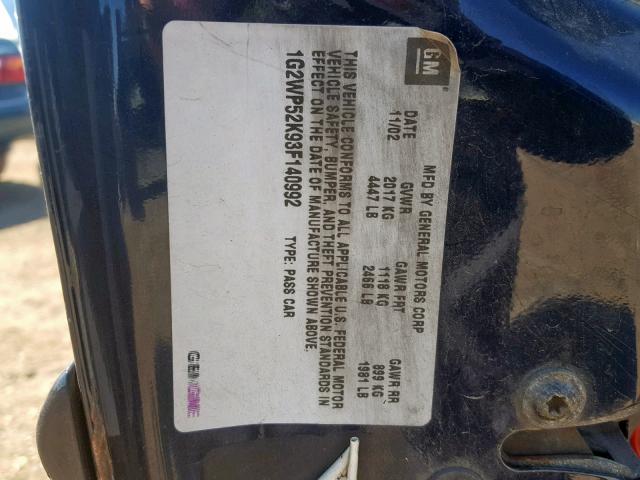 GM
MFD BY GENERAL MOTORS CORP
DATE GVWR GAWR FRT GAWR RR
11/02 2017 KG 1118 KG 899 KG
4447 LB 2466 LB 1981 LB
THIS VEHICLE CONFORMS TO ALL APPLICABLE U.S. FEDERAL MOTOR
VEHICLE SAFETY, BUMPER, AND THEFT PREVENTION STANDARDS IN
EFFECT ON THE DATE OF MANUFACTURE SHOWN ABOVE.
1G2WP52K93F140992 TYPE: PASS CAR